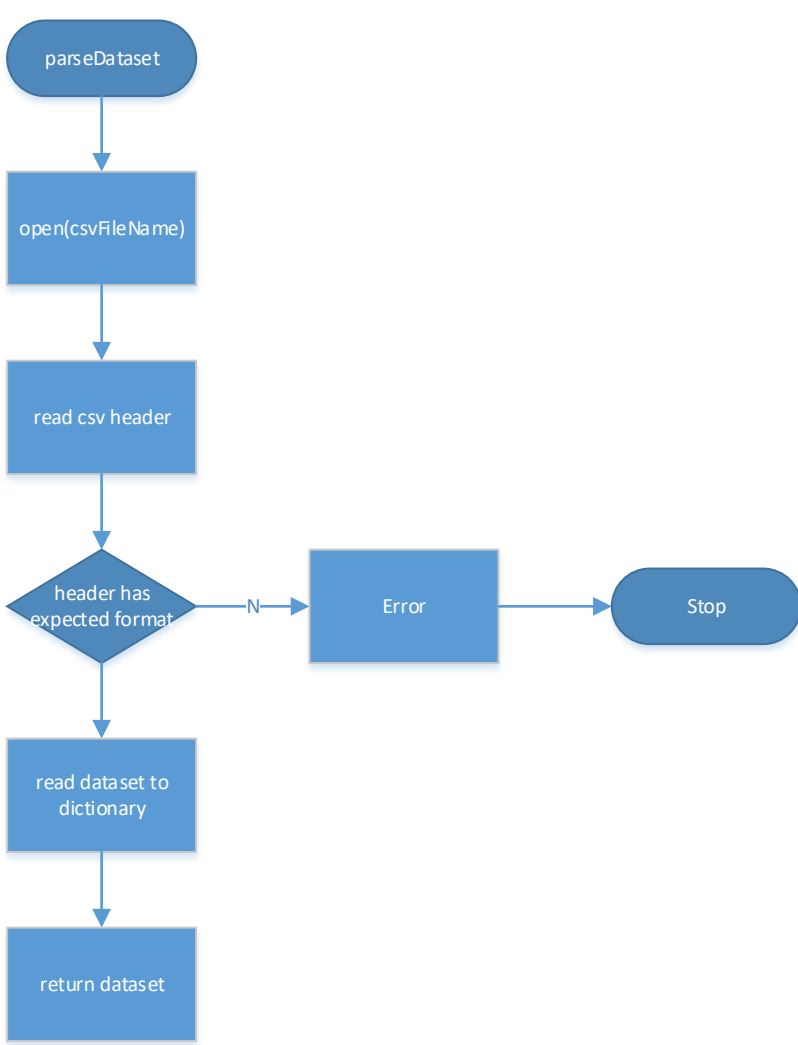 parseDataset
open(csvFileName)
read csv header
header has
expected format
N
Error
Stop
read dataset to
dictionary
return dataset